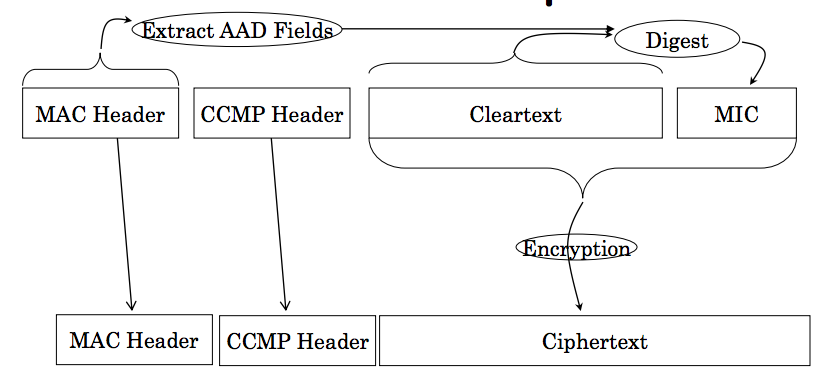 Extract AAD Fields
Digest
MAC Header
CCMP Header
Cleartext
MIC
Encryption
MAC Header
CCMP Header
Ciphertext